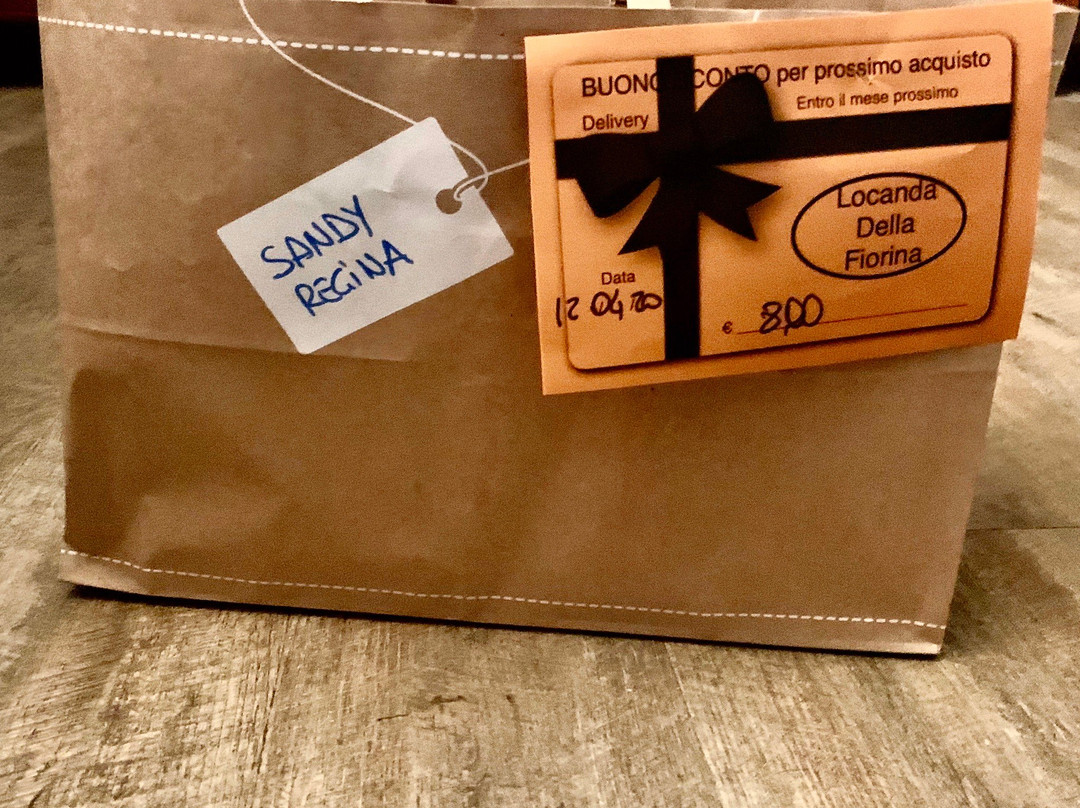 SANDY
REGINA
BUONO SCONTO per prossimo acquisto
Entro il mese prossimo
Delivery
Locanda
Della
Fiorina
Data
12 04 20
€ 8,00